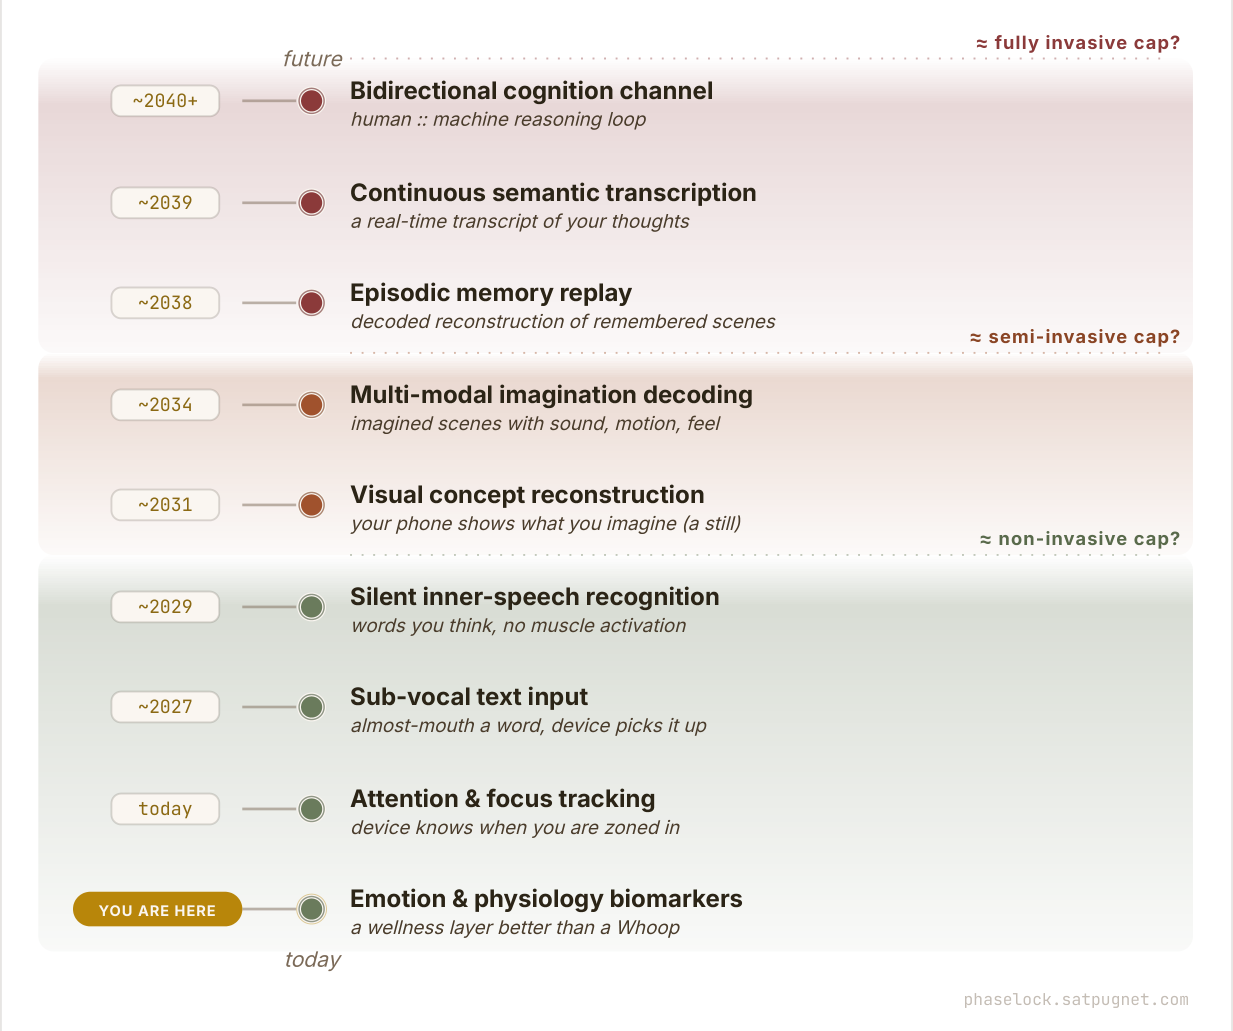 ≈ fully invasive cap?
future
~2040+
Bidirectional cognition channel
human :: machine reasoning loop
~2039
Continuous semantic transcription
a real-time transcript of your thoughts
~2038
Episodic memory replay
decoded reconstruction of remembered scenes
≈ semi-invasive cap?
~2034
Multi-modal imagination decoding
imagined scenes with sound, motion, feel
~2031
Visual concept reconstruction
your phone shows what you imagine (a still)
≈ non-invasive cap?
~2029
Silent inner-speech recognition
words you think, no muscle activation
~2027
Sub-vocal text input
almost-mouth a word, device picks it up
today
Attention & focus tracking
device knows when you are zoned in
YOU ARE HERE
Emotion & physiology biomarkers
a wellness layer better than a Whoop
today
phaselock.satpugnet.com